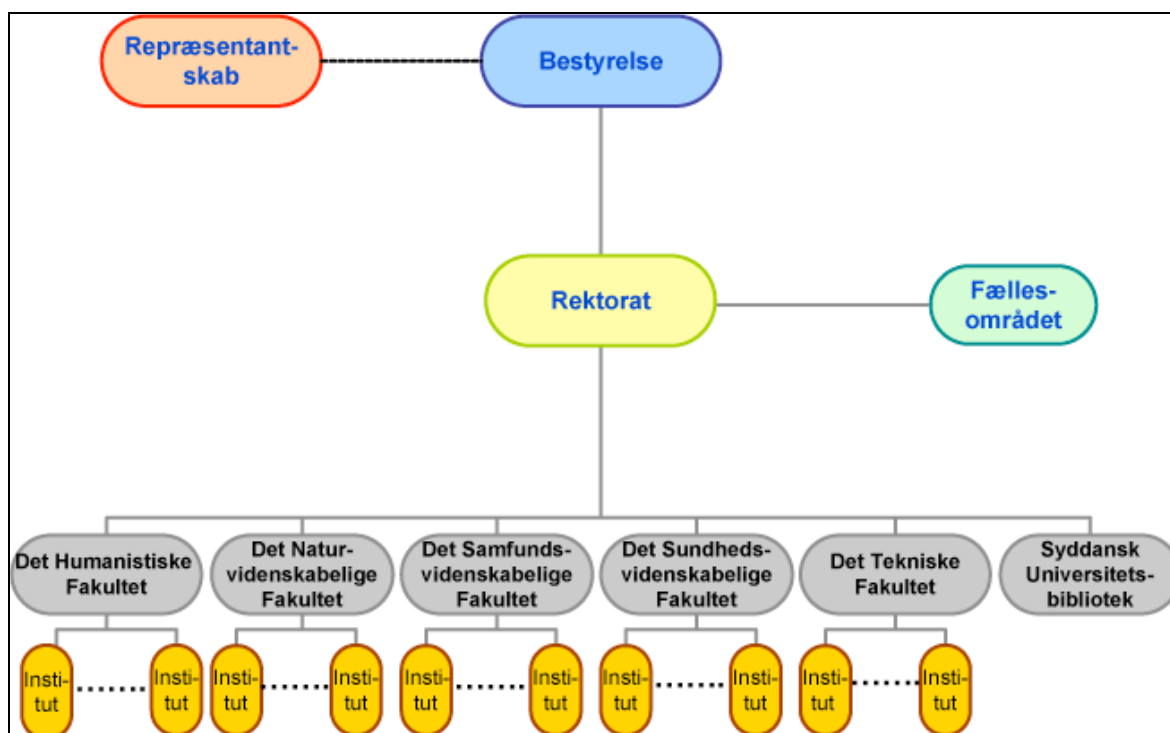 Repræsentant-
skab
Bestyrelse
Rektorat
Fælles-
området
Det Humanistiske
Fakultet
Det Natur-
videnskabelige
Fakultet
Det Samfunds-
videnskabelige
Fakultet
Det Sundheds-
videnskabelige
Fakultet
Det Tekniske
Fakultet
Syddansk
Universitets-
bibliotek
Insti-
tut
Insti-
tut
Insti-
tut
Insti-
tut
Insti-
tut
Insti-
tut
Insti-
tut
Insti-
tut
Insti-
tut
Insti-
tut